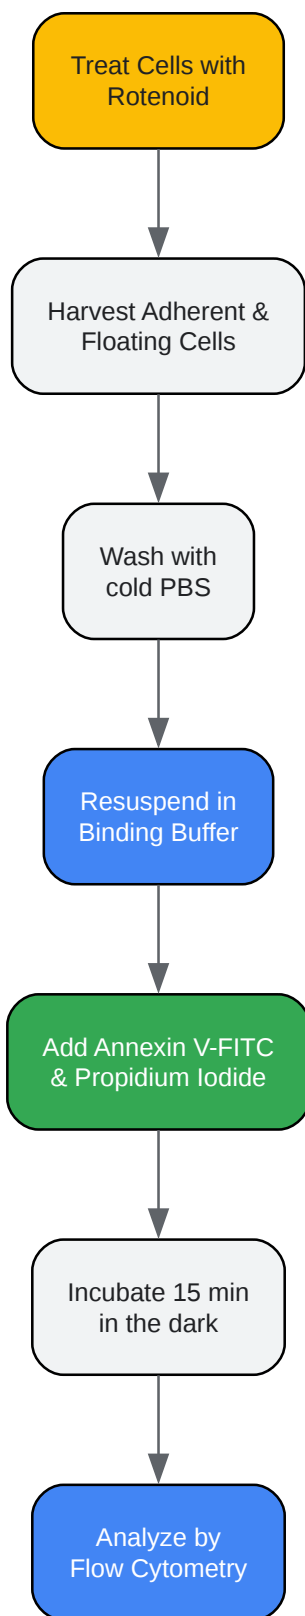 Treat Cells with
Rotenoid
Harvest Adherent &
Floating Cells
Wash with
cold PBS
Resuspend in
Binding Buffer
Add Annexin V-FITC
& Propidium Iodide
Incubate 15 min
in the dark
Analyze by
Flow Cytometry